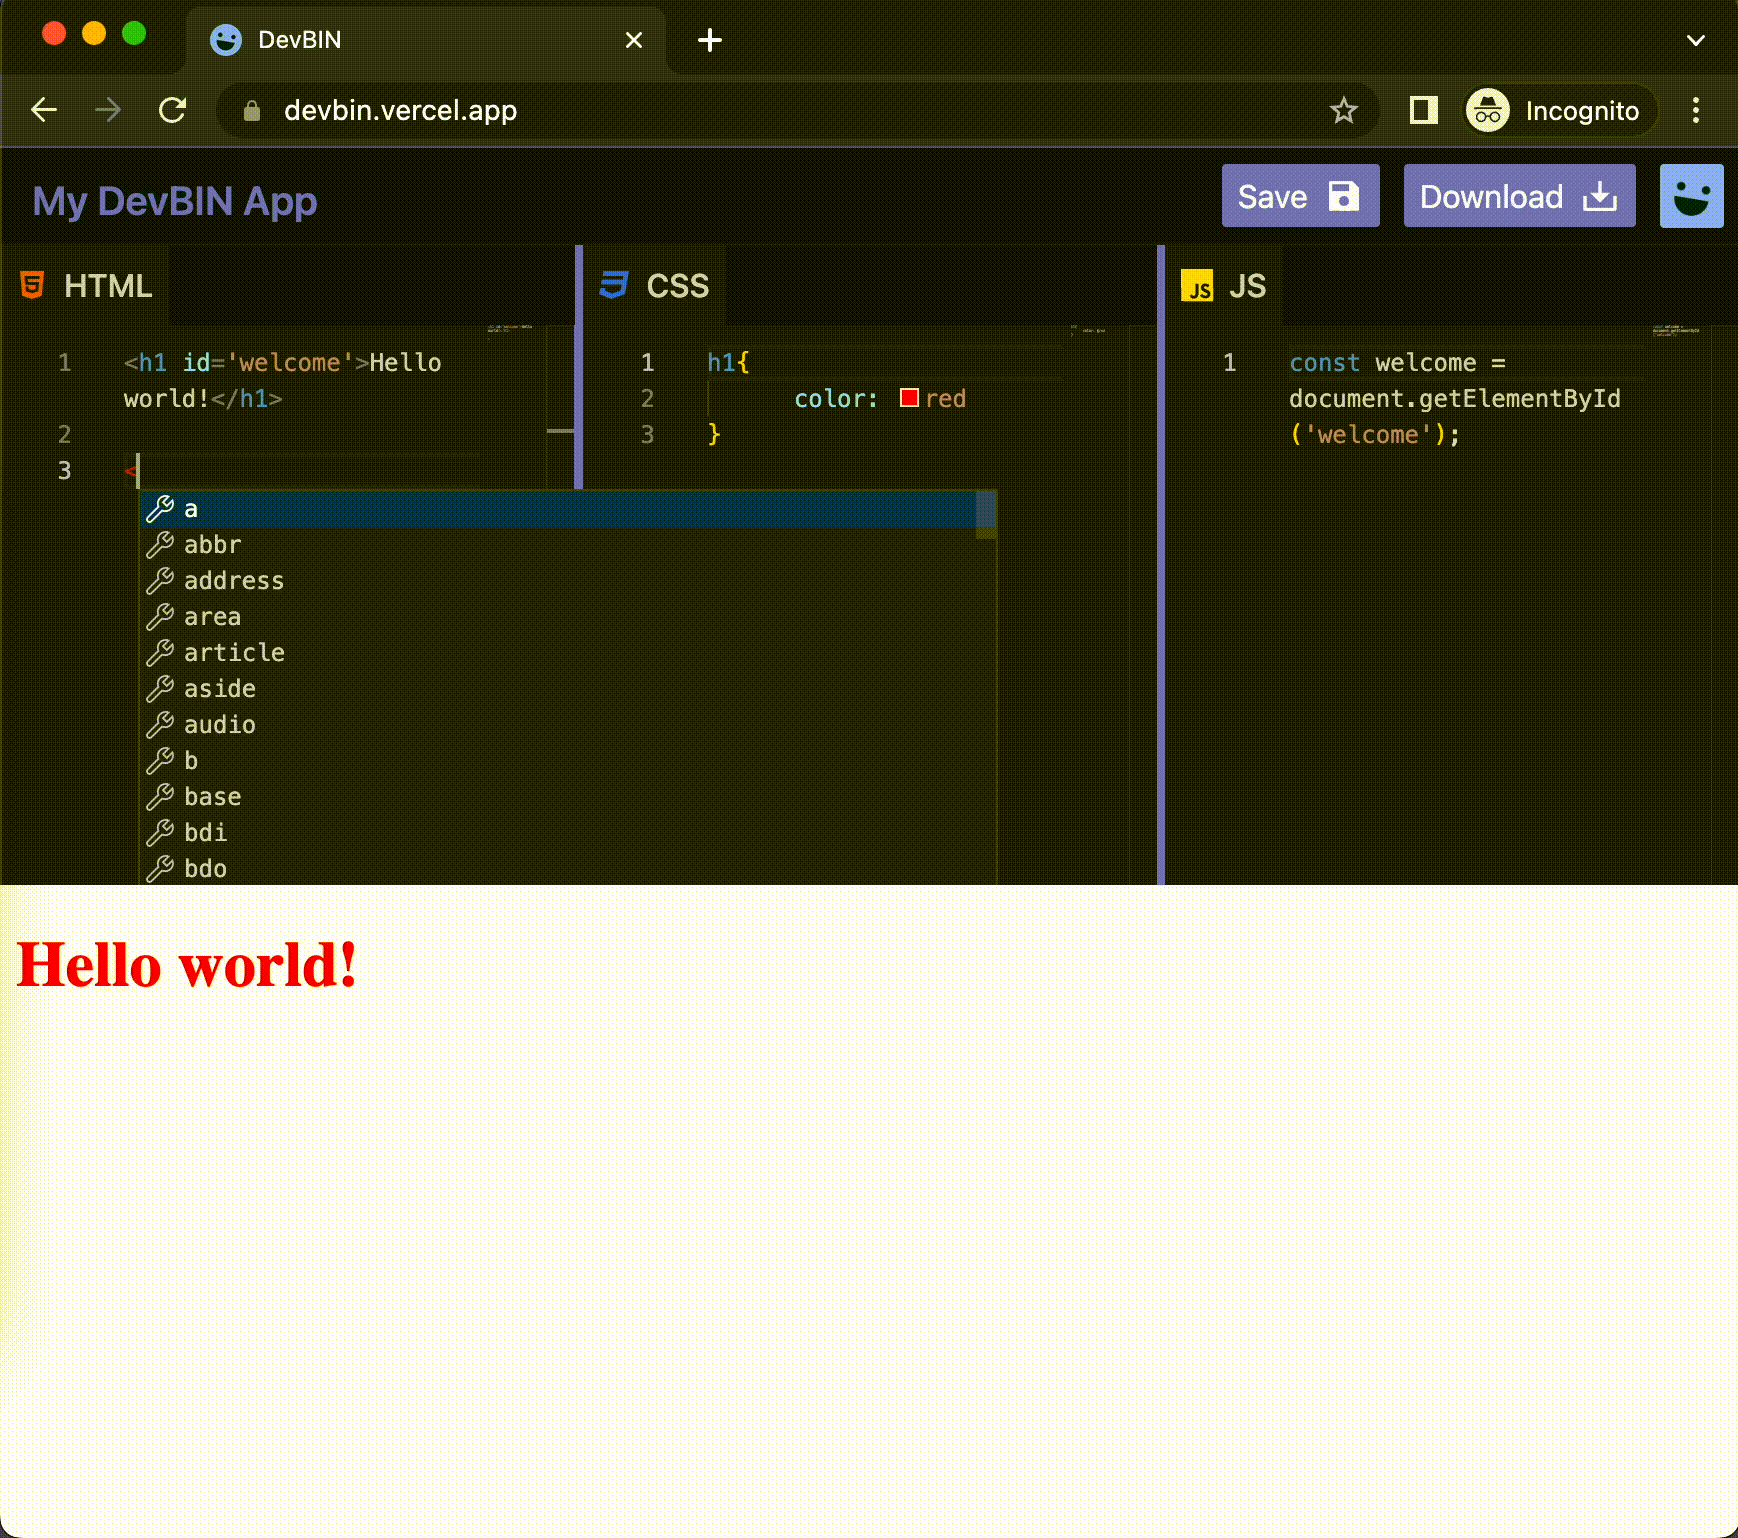 DevBIN
devbin.vercel.app
Incognito
My DevBIN App
Save
Download
HTML
1 <h1 id='welcome'>Hello
world!</h1>
2
3 <
a
abbr
address
area
article
aside
audio
b
base
bdi
bdo
CSS
1 h1{
2 color: red
3 }
JS
JS
1 const welcome =
document.getElementById
('welcome');
Hello world!